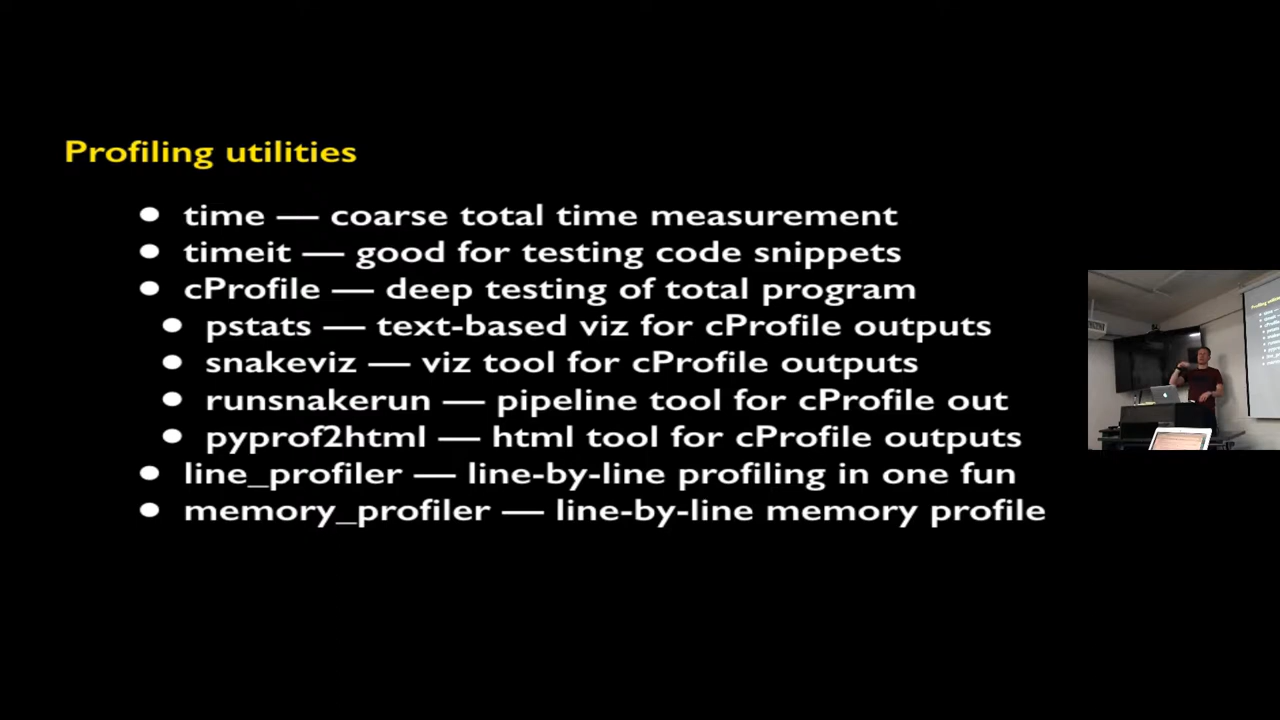 Profiling utilities
• time — coarse total time measurement
• timeit — good for testing code snippets
• cProfile — deep testing of total program
• pstats — text-based viz for cProfile outputs
• snakeviz — viz tool for cProfile outputs
• runsnakerun — pipeline tool for cProfile out
• pyprof2html — html tool for cProfile outputs
• line_profiler — line-by-line profiling in one fun
• memory_profiler — line-by-line memory profile